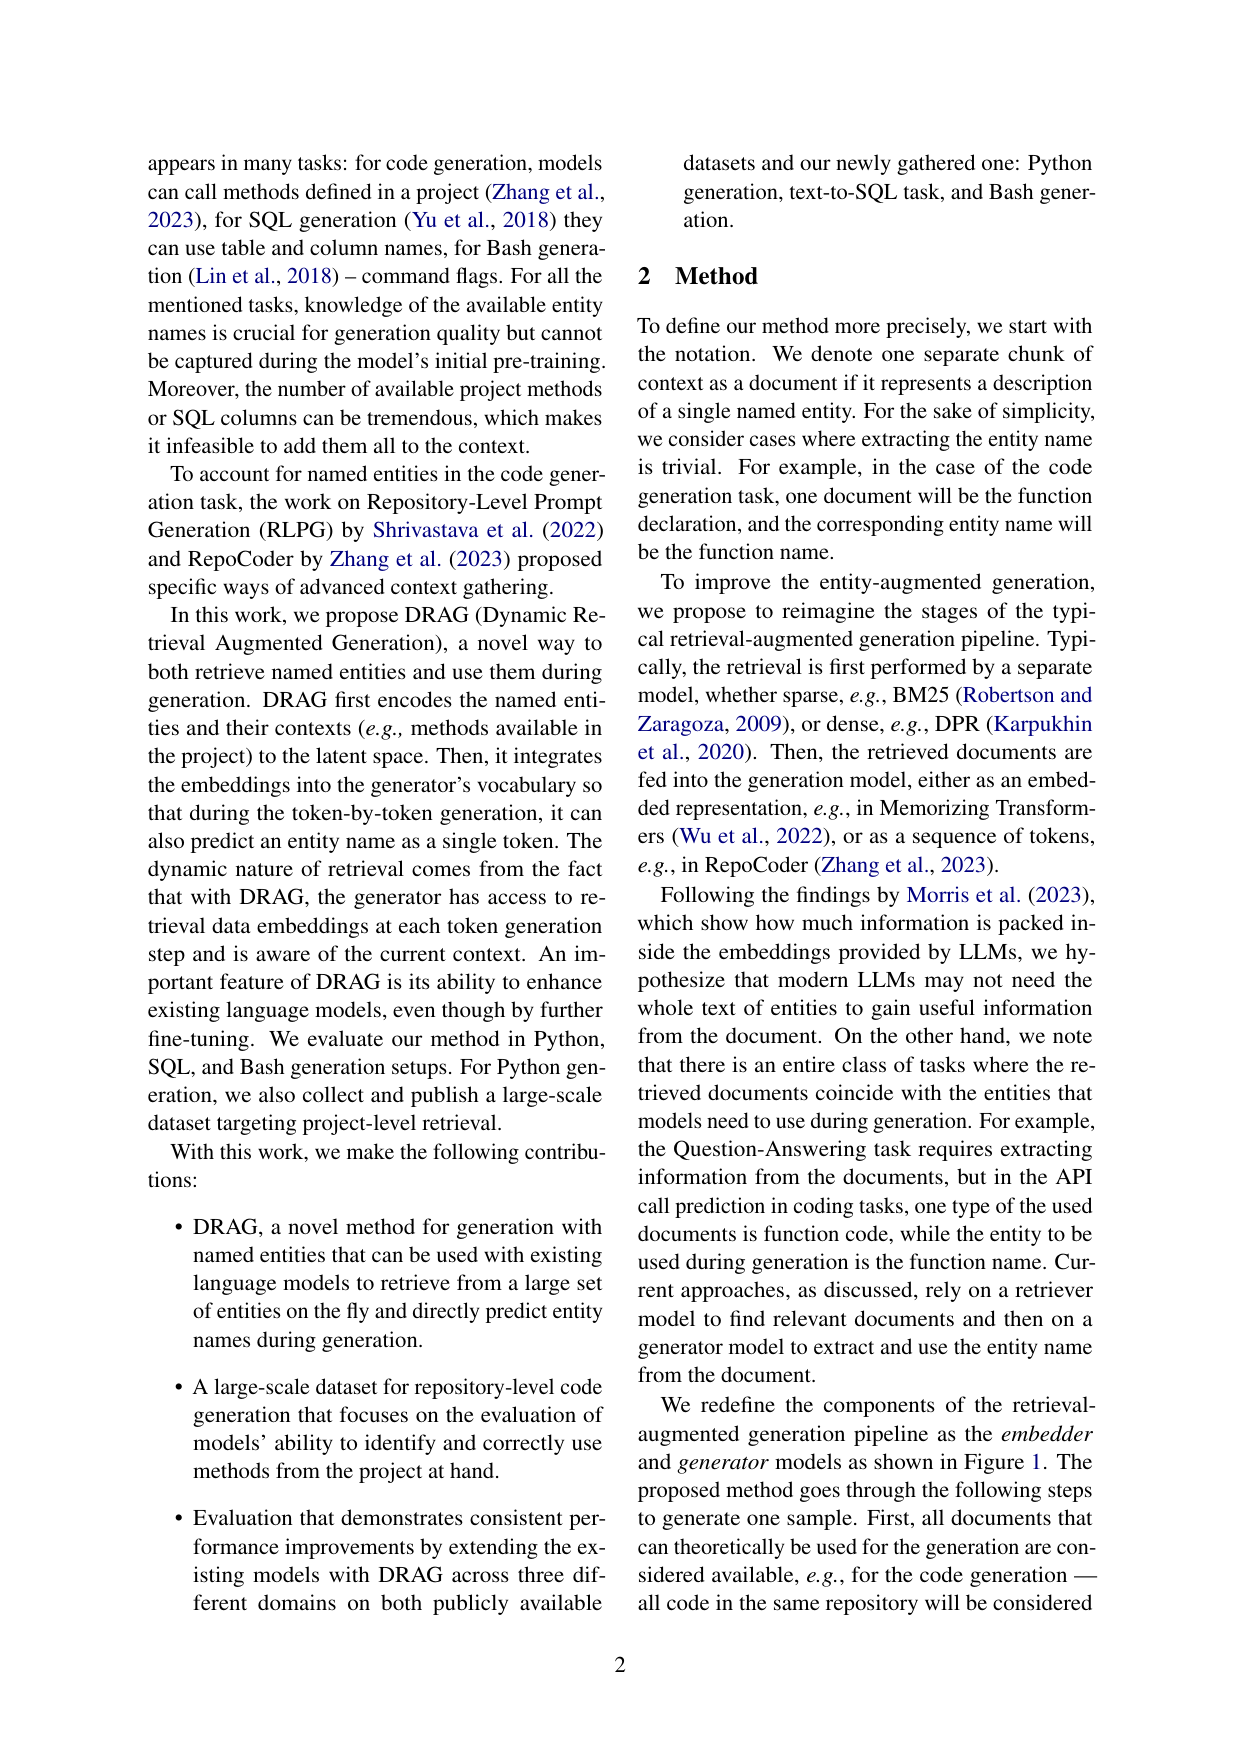 appears in many tasks: for code generation, models
can call methods defined in a project (Zhang et al.,
2023), for SQL generation (Yu et al., 2018) they
can use table and column names, for Bash genera-
tion (Lin et al., 2018) – command flags. For all the
mentioned tasks, knowledge of the available entity
names is crucial for generation quality but cannot
be captured during the model's initial pre-training.
Moreover, the number of available project methods
or SQL columns can be tremendous, which makes
it infeasible to add them all to the context.
To account for named entities in the code gener-
ation task, the work on Repository-Level Prompt
Generation (RLPG) by Shrivastava et al. (2022)
and RepoCoder by Zhang et al. (2023) proposed
specific ways of advanced context gathering.
In this work, we propose DRAG (Dynamic Re-
trieval Augmented Generation), a novel way to
both retrieve named entities and use them during
generation. DRAG first encodes the named enti-
ties and their contexts (e.g., methods available in
the project) to the latent space. Then, it integrates
the embeddings into the generator's vocabulary so
that during the token-by-token generation, it can
also predict an entity name as a single token. The
dynamic nature of retrieval comes from the fact
that with DRAG, the generator has access to re-
trieval data embeddings at each token generation
step and is aware of the current context. An im-
portant feature of DRAG is its ability to enhance
existing language models, even though by further
fine-tuning. We evaluate our method in Python,
SQL, and Bash generation setups. For Python gen-
eration, we also collect and publish a large-scale
dataset targeting project-level retrieval.
With this work, we make the following contribu-
tions:
• DRAG, a novel method for generation with
named entities that can be used with existing
language models to retrieve from a large set
of entities on the fly and directly predict entity
names during generation.
• A large-scale dataset for repository-level code
generation that focuses on the evaluation of
models' ability to identify and correctly use
methods from the project at hand.
• Evaluation that demonstrates consistent per-
formance improvements by extending the ex-
isting models with DRAG across three dif-
ferent domains on both publicly available
datasets and our newly gathered one: Python
generation, text-to-SQL task, and Bash gener-
ation.
2 Method
To define our method more precisely, we start with
the notation. We denote one separate chunk of
context as a document if it represents a description
of a single named entity. For the sake of simplicity,
we consider cases where extracting the entity name
is trivial. For example, in the case of the code
generation task, one document will be the function
declaration, and the corresponding entity name will
be the function name.
To improve the entity-augmented generation,
we propose to reimagine the stages of the typi-
cal retrieval-augmented generation pipeline. Typi-
cally, the retrieval is first performed by a separate
model, whether sparse, e.g., BM25 (Robertson and
Zaragoza, 2009), or dense, e.g., DPR (Karpukhin
et al., 2020). Then, the retrieved documents are
fed into the generation model, either as an embed-
ded representation, e.g., in Memorizing Transform-
ers (Wu et al., 2022), or as a sequence of tokens,
e.g., in RepoCoder (Zhang et al., 2023).
Following the findings by Morris et al. (2023),
which show how much information is packed in-
side the embeddings provided by LLMs, we hy-
pothesize that modern LLMs may not need the
whole text of entities to gain useful information
from the document. On the other hand, we note
that there is an entire class of tasks where the re-
trieved documents coincide with the entities that
models need to use during generation. For example,
the Question-Answering task requires extracting
information from the documents, but in the API
call prediction in coding tasks, one type of the used
documents is function code, while the entity to be
used during generation is the function name. Cur-
rent approaches, as discussed, rely on a retriever
model to find relevant documents and then on a
generator model to extract and use the entity name
from the document.
We redefine the components of the retrieval-
augmented generation pipeline as the embedder
and generator models as shown in Figure 1. The
proposed method goes through the following steps
to generate one sample. First, all documents that
can theoretically be used for the generation are con-
sidered available, e.g., for the code generation —
all code in the same repository will be considered
2